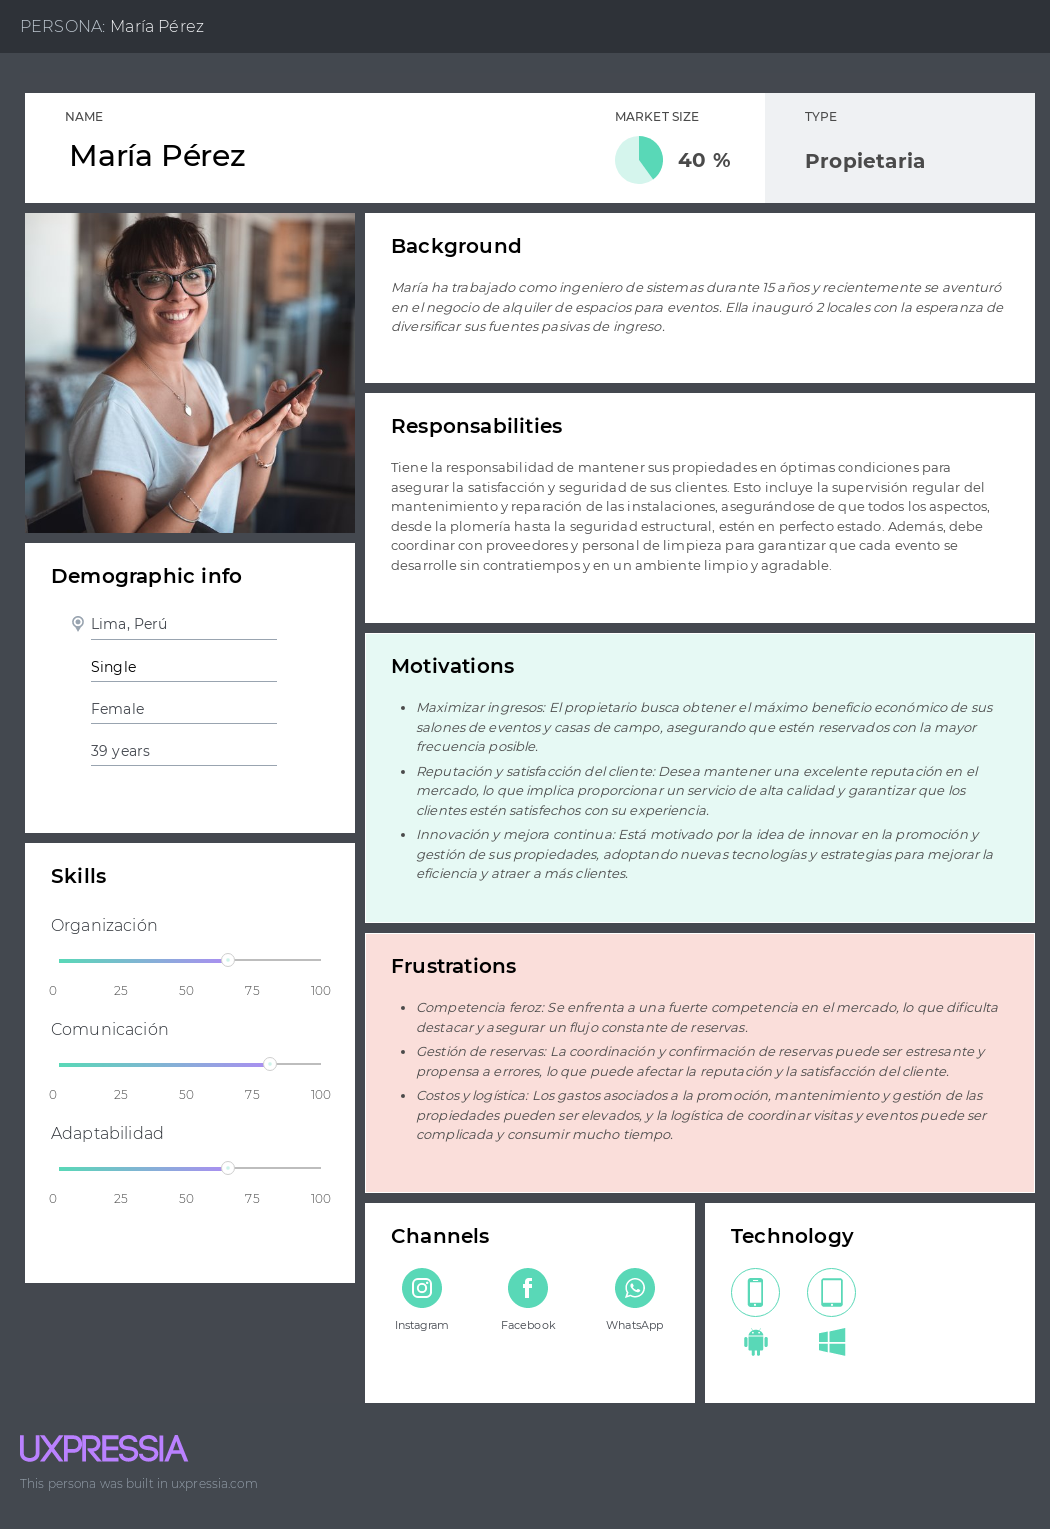 PERSONA: María Pérez
NAME
María Pérez
MARKET SIZE
40 %
TYPE
Propietaria
Background
María ha trabajado como ingeniero de sistemas durante 15 años y recientemente se aventuró
en el negocio de alquiler de espacios para eventos. Ella inauguró 2 locales con la esperanza de
diversificar sus fuentes pasivas de ingreso.
Responsabilities
Tiene la responsabilidad de mantener sus propiedades en óptimas condiciones para
asegurar la satisfacción y seguridad de sus clientes. Esto incluye la supervisión regular del
mantenimiento y reparación de las instalaciones, asegurándose de que todos los aspectos,
desde la plomería hasta la seguridad estructural, estén en perfecto estado. Además, debe
coordinar con proveedores y personal de limpieza para garantizar que cada evento se
desarrolle sin contratiempos y en un ambiente limpio y agradable.
Demographic info
Lima, Perú
Single
Female
39 years
Motivations
• Maximizar ingresos: El propietario busca obtener el máximo beneficio económico de sus
salones de eventos y casas de campo, asegurando que estén reservados con la mayor
frecuencia posible.
• Reputación y satisfacción del cliente: Desea mantener una excelente reputación en el
mercado, lo que implica proporcionar un servicio de alta calidad y garantizar que los
clientes estén satisfechos con su experiencia.
• Innovación y mejora continua: Está motivado por la idea de innovar en la promoción y
gestión de sus propiedades, adoptando nuevas tecnologías y estrategias para mejorar la
eficiencia y atraer a más clientes.
Skills
Organización
0 25 50 75 100
Comunicación
0 25 50 75 100
Adaptabilidad
0 25 50 75 100
Frustrations
• Competencia feroz: Se enfrenta a una fuerte competencia en el mercado, lo que dificulta
destacar y asegurar un flujo constante de reservas.
• Gestión de reservas: La coordinación y confirmación de reservas puede ser estresante y
propensa a errores, lo que puede afectar la reputación y la satisfacción del cliente.
• Costos y logística: Los gastos asociados a la promoción, mantenimiento y gestión de las
propiedades pueden ser elevados, y la logística de coordinar visitas y eventos puede ser
complicada y consumir mucho tiempo.
Channels
Instagram Facebook WhatsApp
Technology
UXPRESSIA
This persona was built in uxpressia.com